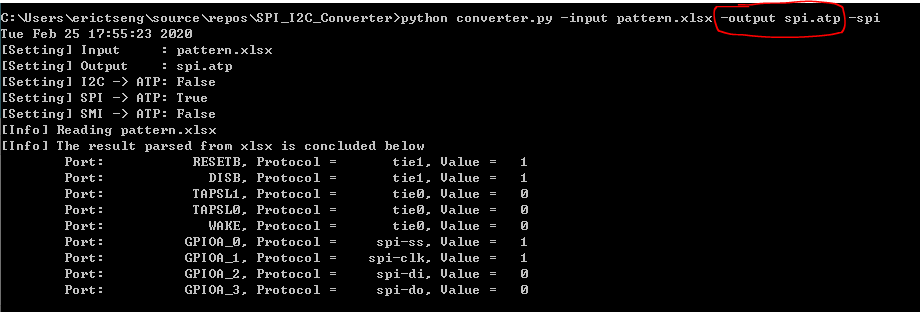 C:\Users\erictseng\source\repos\SPI_I2C_Converter>python converter.py -input pattern.xlsx -output spi.atp -spi
Tue Feb 25 17:55:23 2020
[Setting] Input    : pattern.xlsx
[Setting] Output   : spi.atp
[Setting] I2C -> ATP: False
[Setting] SPI -> ATP: True
[Setting] SMI -> ATP: False
[Info] Reading pattern.xlsx
[Info] The result parsed from xlsx is concluded below
Port: RESETB, Protocol = tie1, Value = 1
Port: DISB, Protocol = tie1, Value = 1
Port: TAPSL1, Protocol = tie0, Value = 0
Port: TAPSL0, Protocol = tie0, Value = 0
Port: WAKE, Protocol = tie0, Value = 0
Port: GPIOA_0, Protocol = spi-ss, Value = 1
Port: GPIOA_1, Protocol = spi-clk, Value = 1
Port: GPIOA_2, Protocol = spi-di, Value = 0
Port: GPIOA_3, Protocol = spi-do, Value = 0